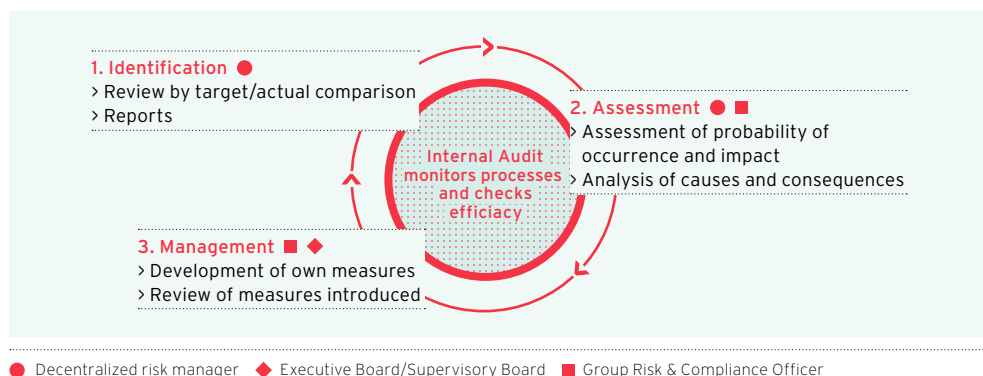 1. Identification
> Review by target/actual comparison
> Reports
2. Assessment
> Assessment of probability of
occurrence and impact
> Analysis of causes and consequences
Internal Audit
monitors processes
and checks
efficiacy
3. Management
> Development of own measures
> Review of measures introduced
Decentralized risk manager Executive Board/Supervisory Board Group Risk & Compliance Officer